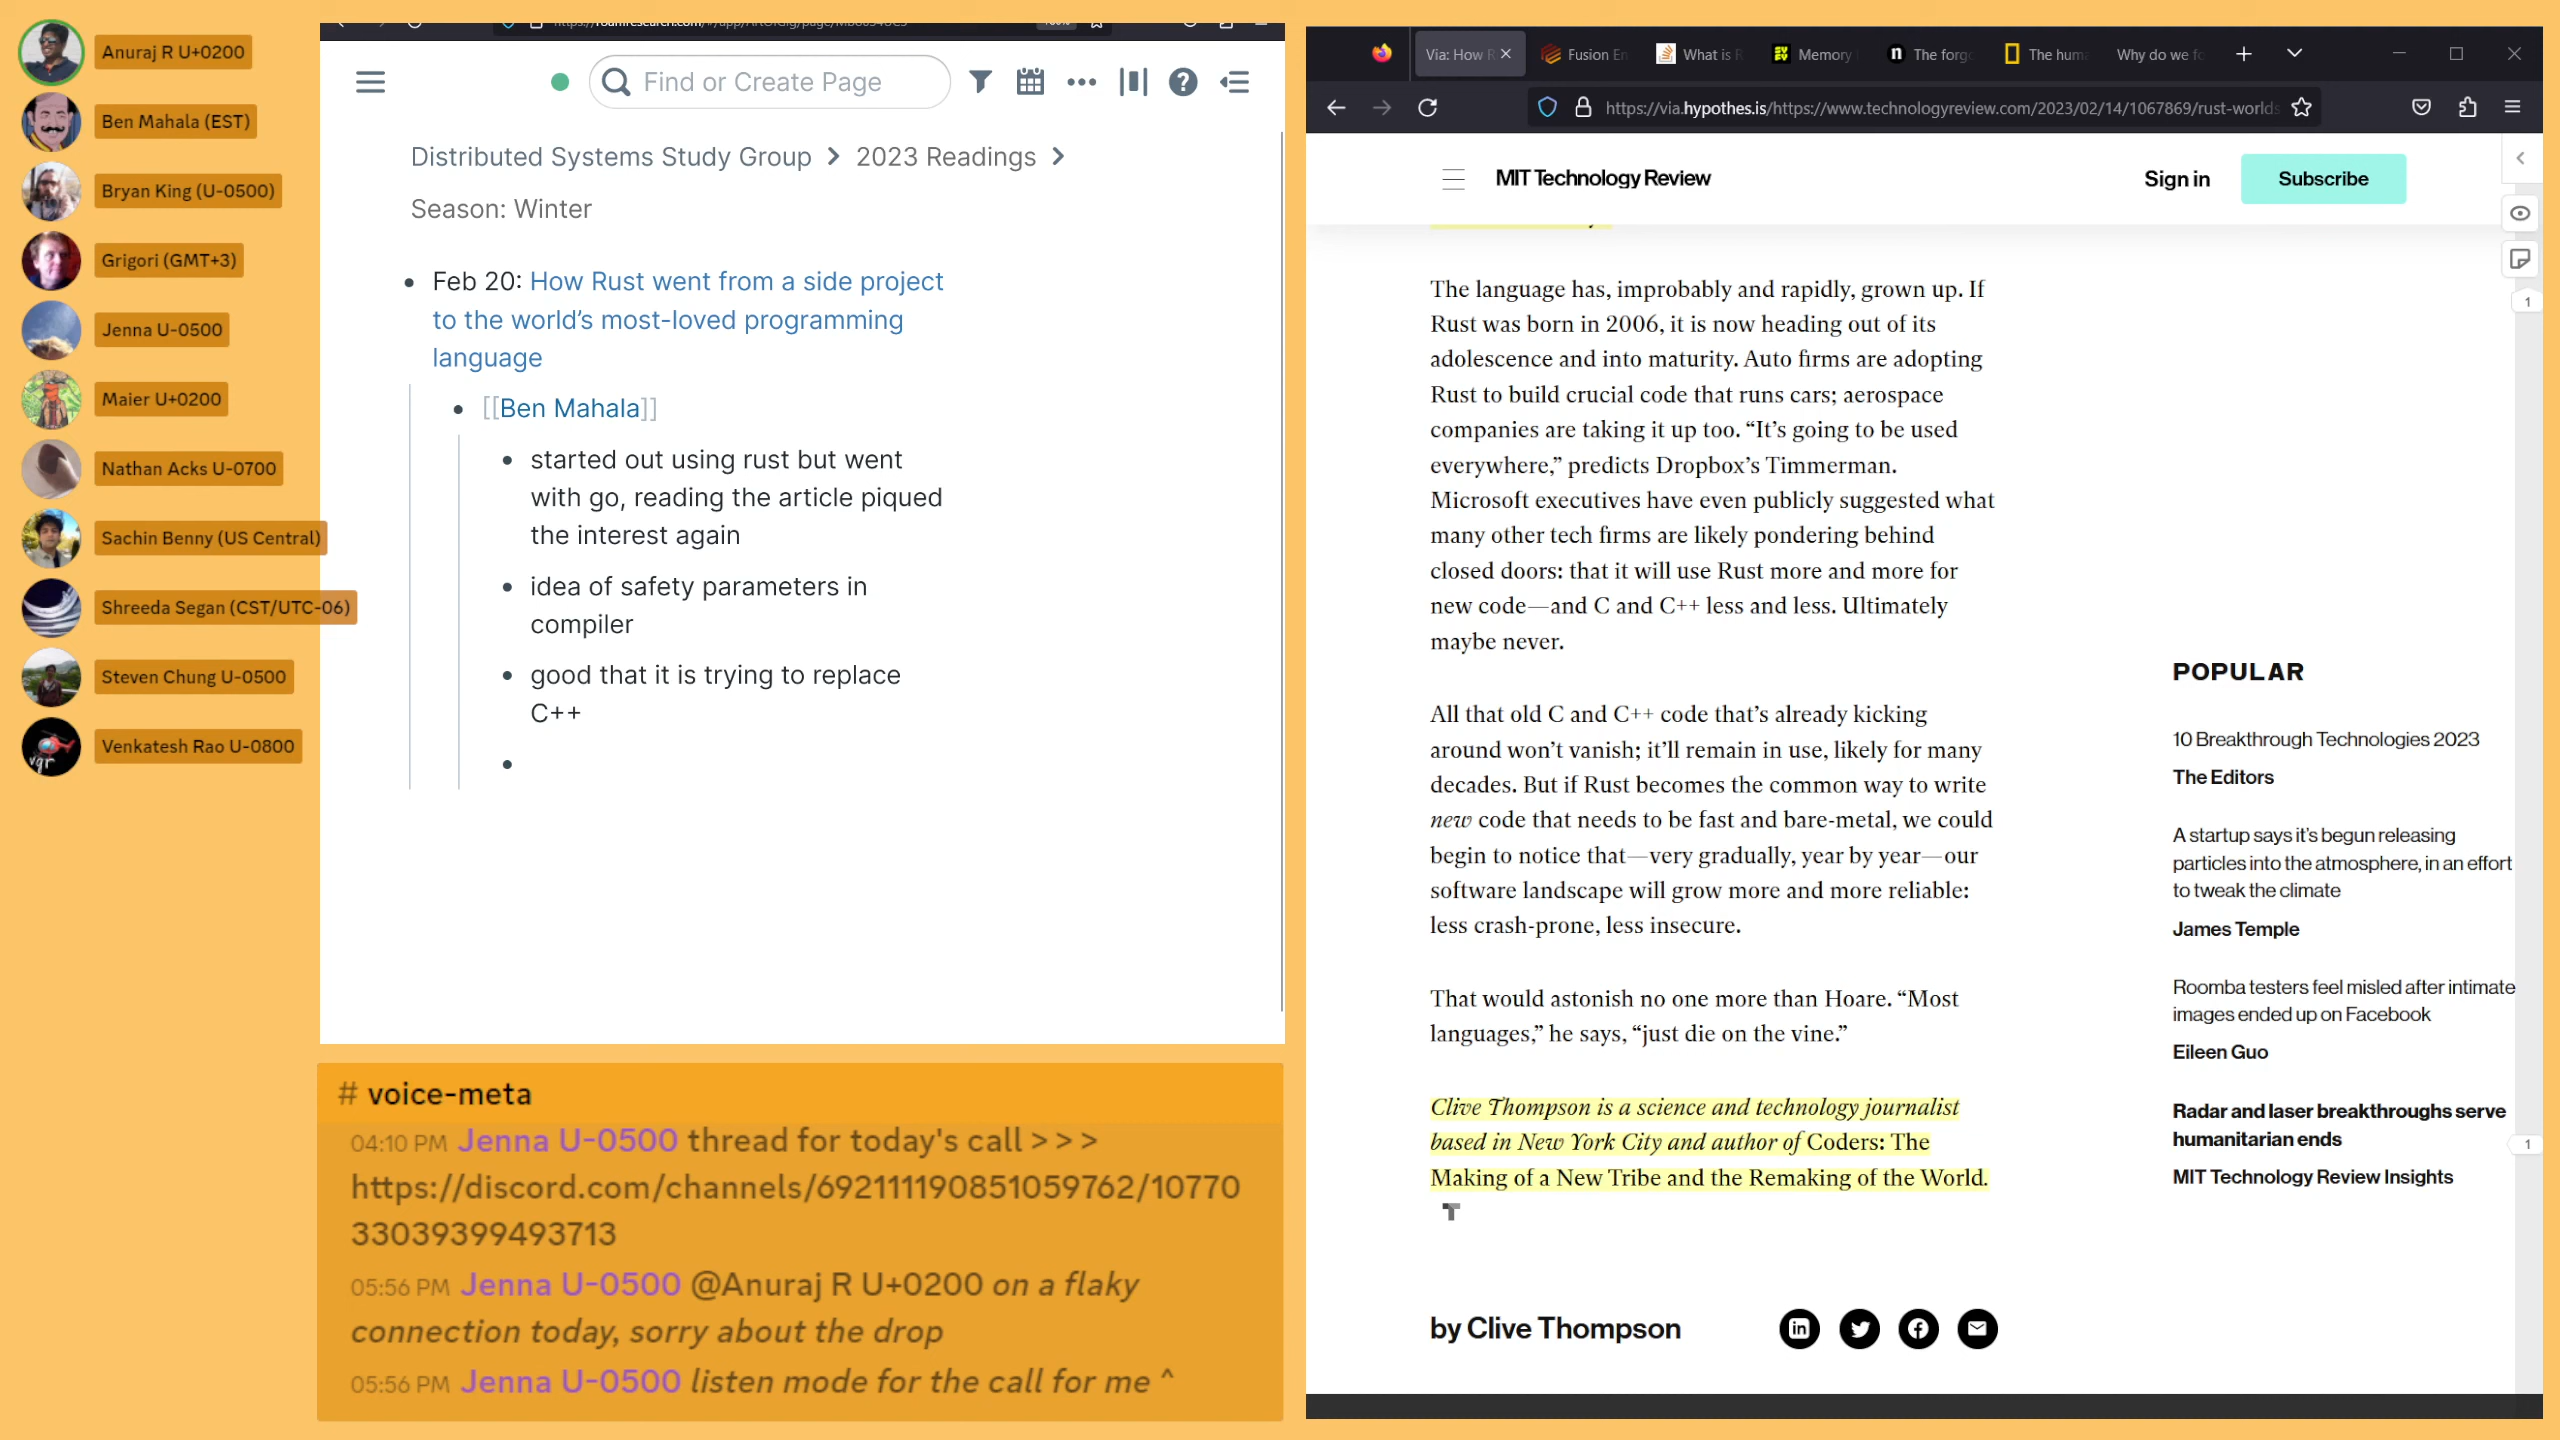 Anuraj R U+0200
Ben Mahala (EST)
Bryan King (U-0500)
Grigori (GMT+3)
Jenna U-0500
Maier U+0200
Nathan Acks U-0700
Sachin Benny (US Central)
Shreeda Segan (CST/UTC-06)
Steven Chung U-0500
Venkatesh Rao U-0800
vgr
Find or Create Page
Distributed Systems Study Group > 2023 Readings >
Season: Winter
Feb 20: How Rust went from a side project
to the world's most-loved programming
language
[[Ben Mahala]]
started out using rust but went
with go, reading the article piqued
the interest again
idea of safety parameters in
compiler
good that it is trying to replace
C++
# voice-meta
04:10 PM Jenna U-0500 thread for today's call > > >
https://discord.com/channels/692111190851059762/10770
33039399493713
05:56 PM Jenna U-0500 @Anuraj R U+0200 on a flaky
connection today, sorry about the drop
05:56 PM Jenna U-0500 listen mode for the call for me ^
Via: How R
Fusion En
What is R
Memory
The forg
The huma
Why do we fo
https://via.hypothes.is/https://www.technologyreview.com/2023/02/14/1067869/rust-worlds
MIT Technology Review
Sign in
Subscribe
The language has, improbably and rapidly, grown up. If
Rust was born in 2006, it is now heading out of its
adolescence and into maturity. Auto firms are adopting
Rust to build crucial code that runs cars; aerospace
companies are taking it up too. “It’s going to be used
everywhere,” predicts Dropbox’s Timmerman.
Microsoft executives have even publicly suggested what
many other tech firms are likely pondering behind
closed doors: that it will use Rust more and more for
new code—and C and C++ less and less. Ultimately
maybe never.
All that old C and C++ code that’s already kicking
around won’t vanish; it’ll remain in use, likely for many
decades. But if Rust becomes the common way to write
new code that needs to be fast and bare-metal, we could
begin to notice that—very gradually, year by year—our
software landscape will grow more and more reliable:
less crash-prone, less insecure.
That would astonish no one more than Hoare. “Most
languages,” he says, “just die on the vine.”
Clive Thompson is a science and technology journalist
based in New York City and author of Coders: The
Making of a New Tribe and the Remaking of the World.
by Clive Thompson
POPULAR
10 Breakthrough Technologies 2023
The Editors
A startup says it’s begun releasing
particles into the atmosphere, in an effort
to tweak the climate
James Temple
Roomba testers feel misled after intimate
images ended up on Facebook
Eileen Guo
Radar and laser breakthroughs serve
humanitarian ends
MIT Technology Review Insights
1
1